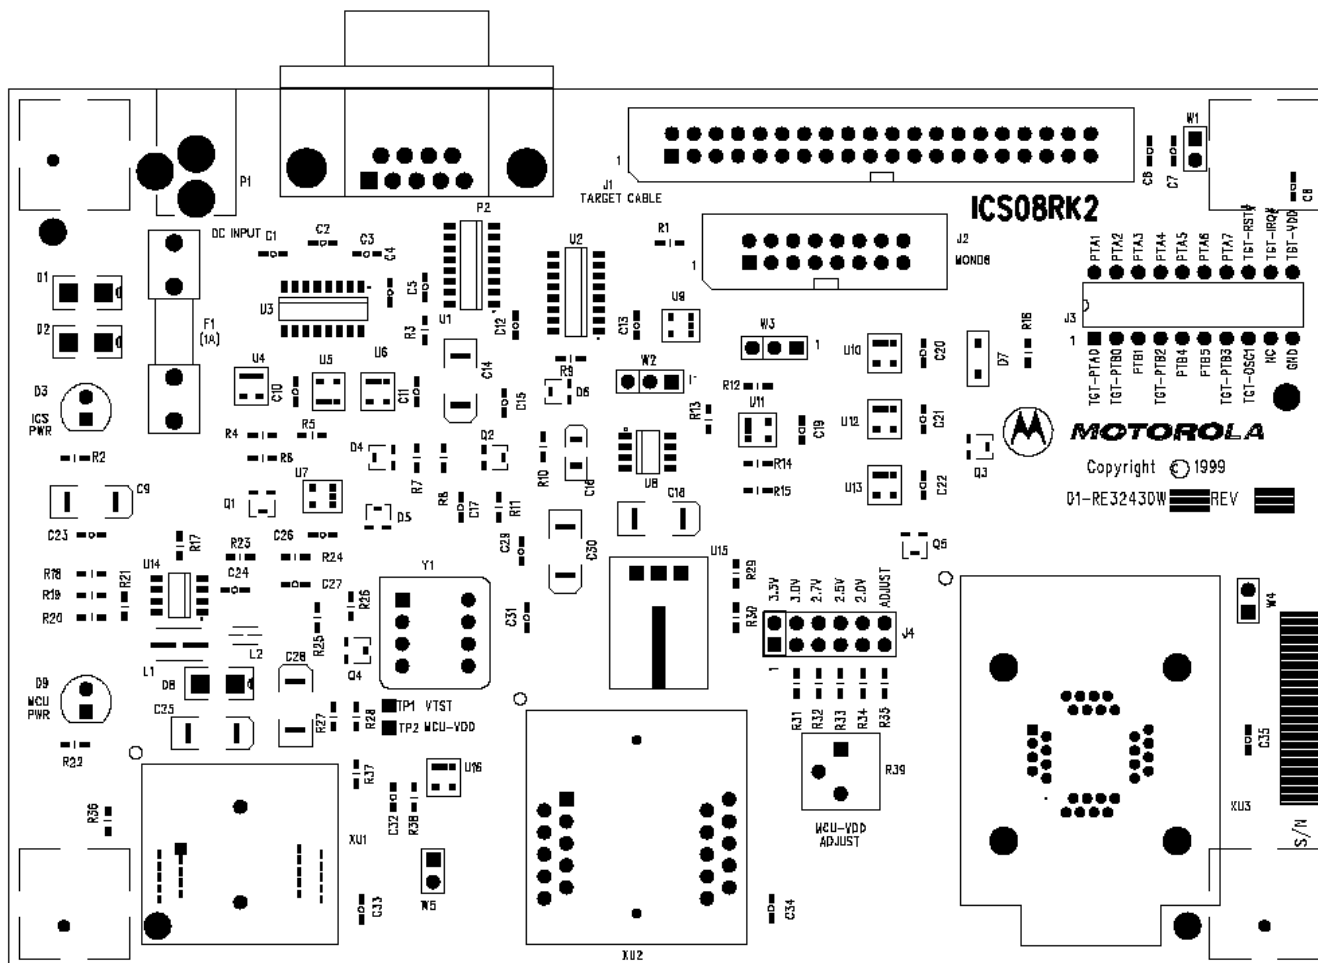 W1
P1
1
J1
TARGET CABLE
C6
C7
C8
ICS08RK2
P2
DC INPUT
C1
C2
C3
C4
U2
R1
J2
MON08
1
PTA1
PTA2
PTA3
PTA4
PTA5
PTA6
PTA7
TGT-RST*
TGT-IRQ*
TGT-VDD
D1
D2
F1
(1A)
U3
C5
R3
U1
C12
C13
U9
W3
1
U10
C20
D7
R16
J3
1
TGT-PTA0
TGT-PTB0
PTB1
TGT-PTB2
PTB4
PTB5
TGT-PTB3
TGT-OSC1
NC
GND
D3
ICS
PWR
U4
C10
U5
U6
C11
C14
C15
R9
D6
W2
1
R12
R13
U11
C19
U12
C21
MOTOROLA
R4
R5
R6
D4
R7
R8
Q2
R10
C16
U8
R14
R15
U13
C22
Q3
Copyright © 1999
01-RE32430W REV
R2
C9
Q1
U7
D5
C17
R11
C18
C23
R17
R23
C26
R24
C29
C30
U15
R29
Q5
R18
R19
R20
R21
U14
C24
C27
R25
R26
Y1
C31
R30
3.3V
3.0V
2.7V
2.5V
2.0V
ADJUST
J4
1
W4
L1
L2
C28
Q4
D9
MCU
PWR
D8
C25
R27
R28
TP1 VTST
TP2 MCU-VDD
R31
R32
R33
R34
R35
R22
R37
U16
R39
C35
R36
C32
R38
MCU-VDD
ADJUST
XU3
S/N
XU1
W5
C33
C34
XU2